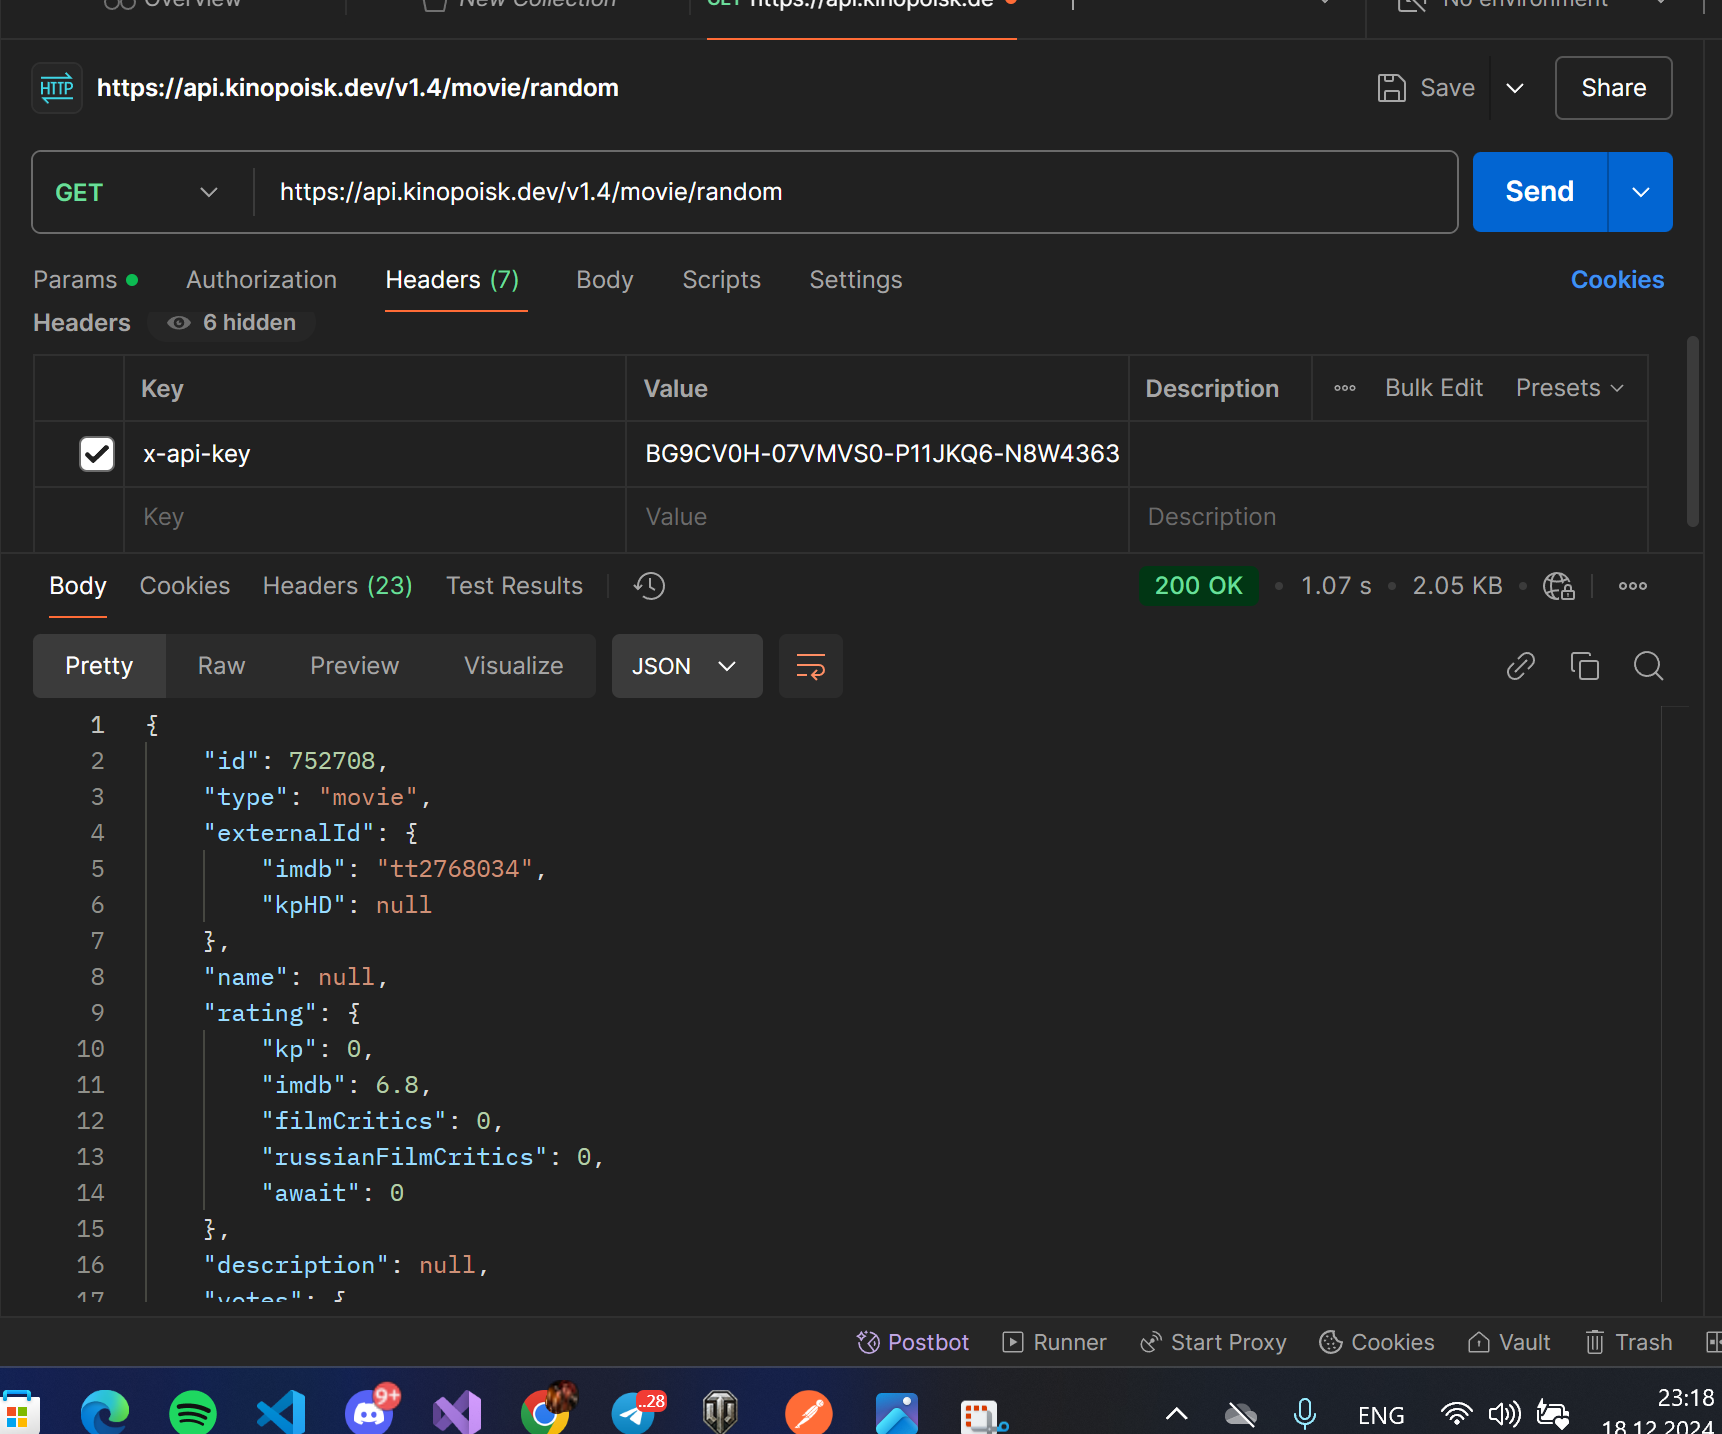 Overview
New Collection
GET https://api.kinopoisk.de
No environment
HTTP https://api.kinopoisk.dev/v1.4/movie/random
Save
Share
GET
https://api.kinopoisk.dev/v1.4/movie/random
Send
Params
Authorization
Headers (7)
Body
Scripts
Settings
Cookies
Headers
6 hidden
Key
Value
Description
Bulk Edit
Presets
x-api-key
BG9CV0H-07VMVS0-P11JKQ6-N8W4363
Key
Value
Description
Body
Cookies
Headers (23)
Test Results
200 OK
1.07 s
2.05 KB
Pretty
Raw
Preview
Visualize
JSON
1 {
2 "id": 752708,
3 "type": "movie",
4 "externalId": {
5 "imdb": "tt2768034",
6 "kpHD": null
7 },
8 "name": null,
9 "rating": {
10 "kp": 0,
11 "imdb": 6.8,
12 "filmCritics": 0,
13 "russianFilmCritics": 0,
14 "await": 0
15 },
16 "description": null,
17 "votes": {
Postbot
Runner
Start Proxy
Cookies
Vault
Trash
9+
..28
ENG
23:18
18.12.2024